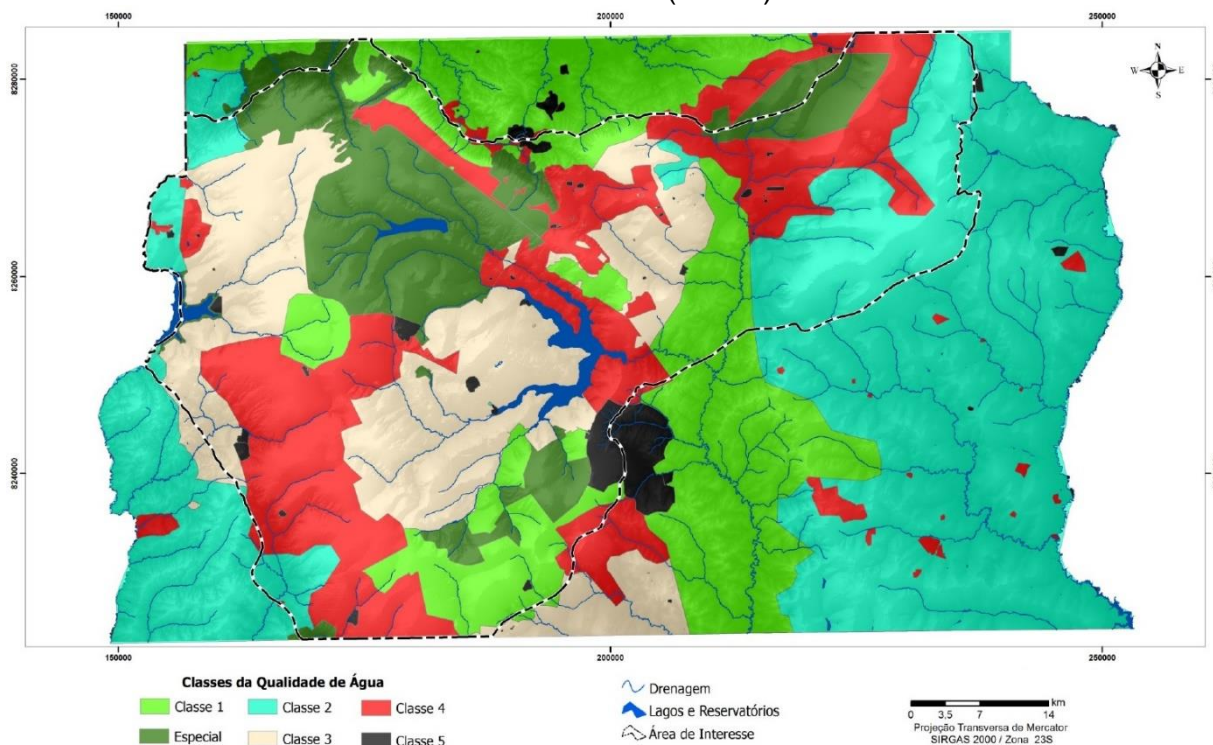 150000 200000 250000
8280000
N
W E
S
8260000
8240000
150000 200000 250000
Classes da Qualidade de Água
Classe 1 Classe 2 Classe 4
Especial Classe 3 Classe 5
Drenagem
Lagos e Reservatórios
Área de Interesse
km
0 3.5 7 14
Projeção Transversa de Mercator
SIRGAS 2000 / Zona 23S